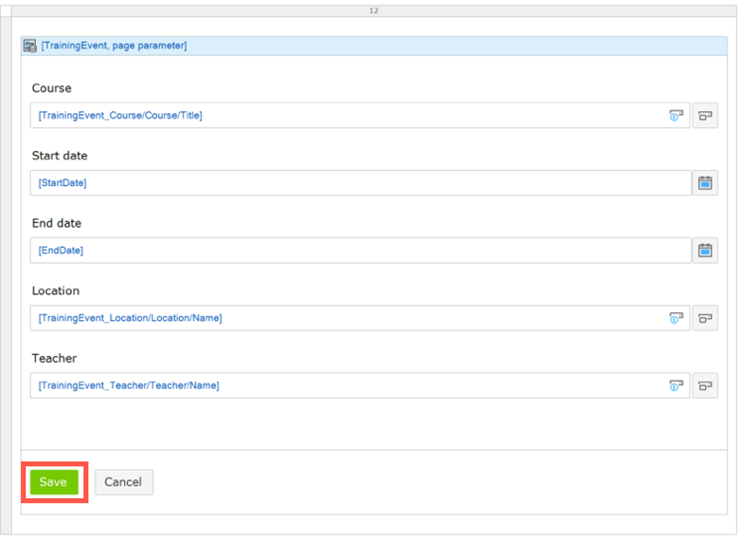 12
[TrainingEvent, page parameter]
Course
[TrainingEvent_Course/Course/Title]
Start date
[StartDate]
End date
[EndDate]
Location
[TrainingEvent_Location/Location/Name]
Teacher
[TrainingEvent_Teacher/Teacher/Name]
Save Cancel